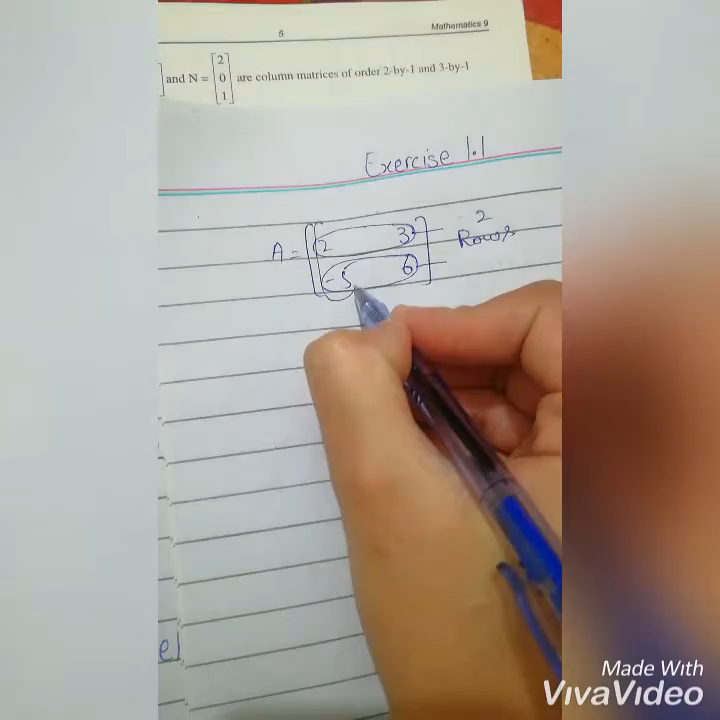 5 Mathematics 9
] and N = [2 0 1] are column matrices of order 2-by-1 and 3-by-1
Exercise 1.1
A = [2 3 -5 6] 2 Rows
el
Made With
VivaVideo